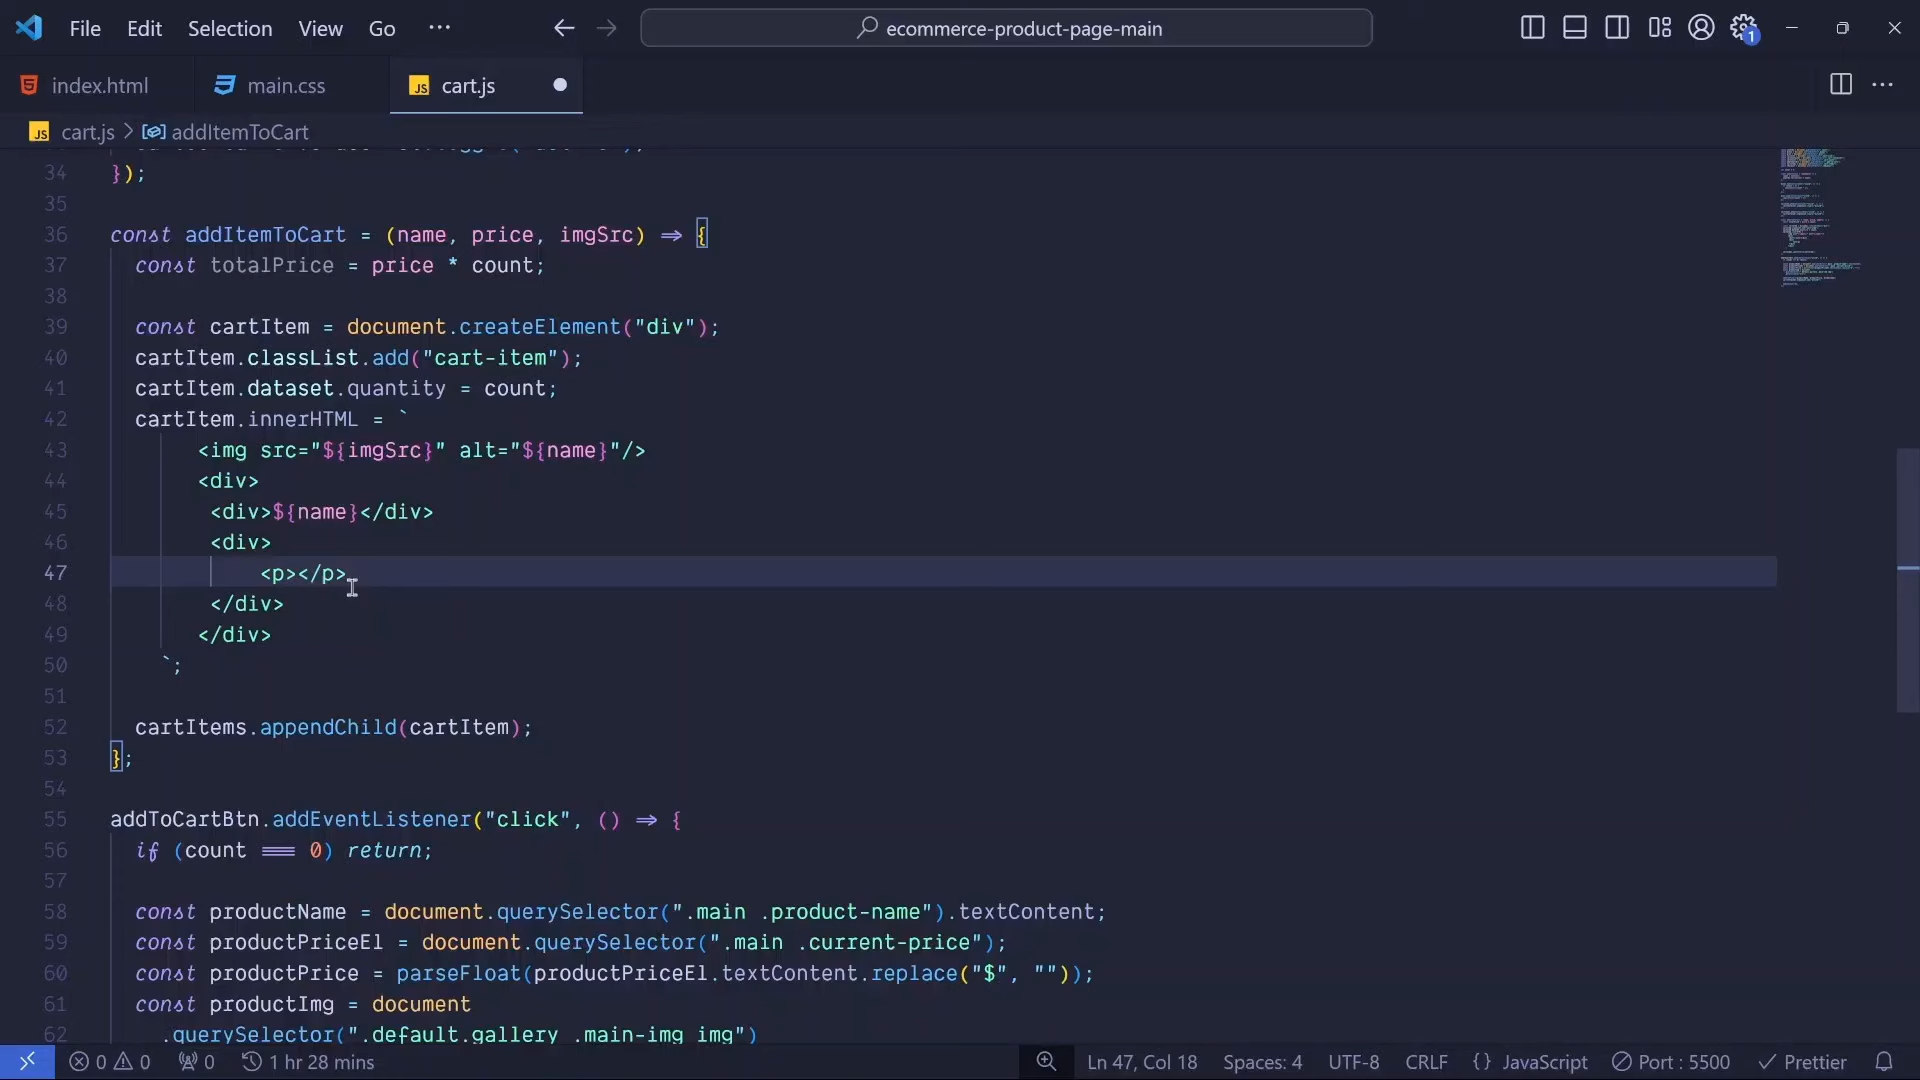 File Edit Selection View Go ··· ecommerce-product-page-main 1
index.html main.css JS cart.js
JS cart.js > addItemToCart
34 });
35
36 const addItemToCart = (name, price, imgSrc) => {
37 const totalPrice = price * count;
38
39 const cartItem = document.createElement("div");
40 cartItem.classList.add("cart-item");
41 cartItem.dataset.quantity = count;
42 cartItem.innerHTML = `
43 <img src="${imgSrc}" alt="${name}"/>
44 <div>
45 <div>${name}</div>
46 <div>
47 <p></p>
48 </div>
49 </div>
50 `;
51
52 cartItems.appendChild(cartItem);
53 };
54
55 addToCartBtn.addEventListener("click", () => {
56 if (count === 0) return;
57
58 const productName = document.querySelector(".main .product-name").textContent;
59 const productPriceEl = document.querySelector(".main .current-price");
60 const productPrice = parseFloat(productPriceEl.textContent.replace("$", ""));
61 const productImg = document
62 .querySelector(".default.gallery .main-img img")
0 0 0 1 hr 28 mins Ln 47, Col 18 Spaces: 4 UTF-8 CRLF {} JavaScript Port : 5500 Prettier